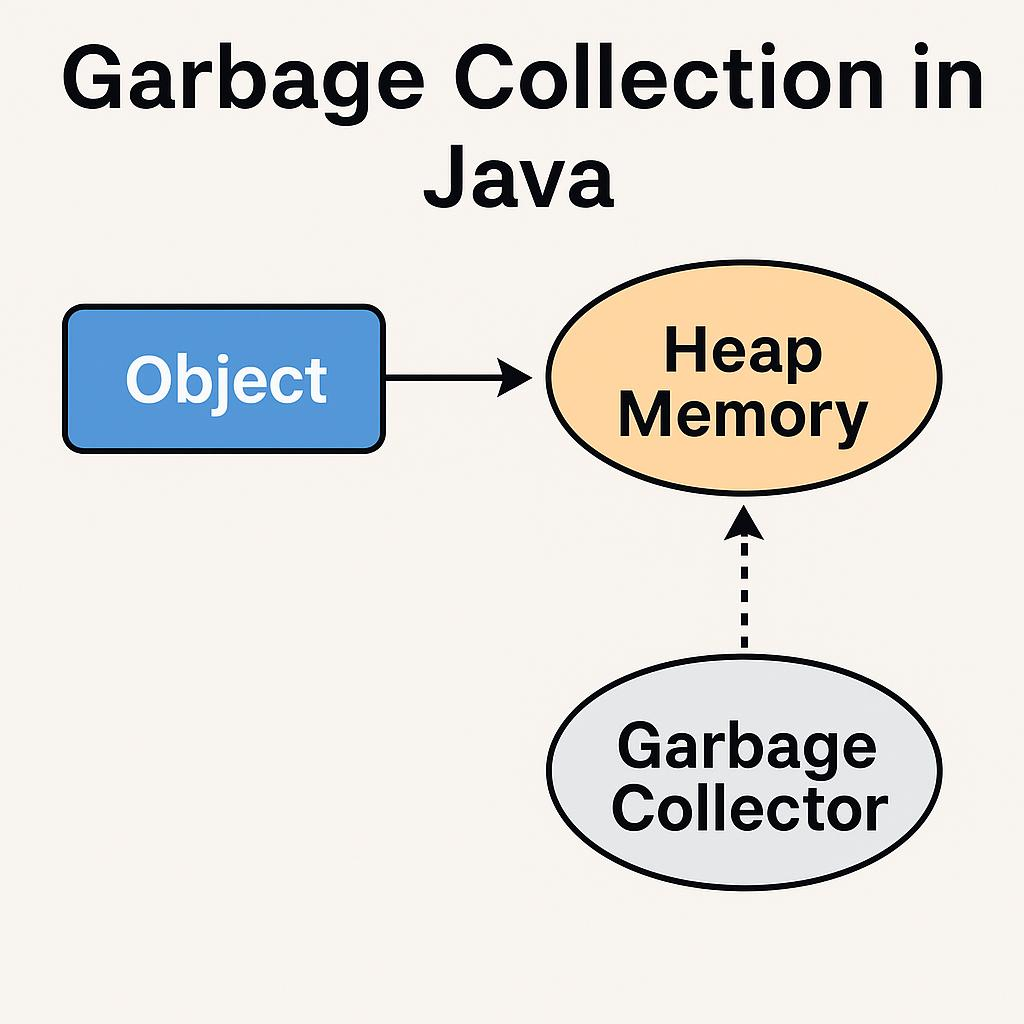 Garbage Collection in
Java
Object
Heap
Memory
Garbage
Collector